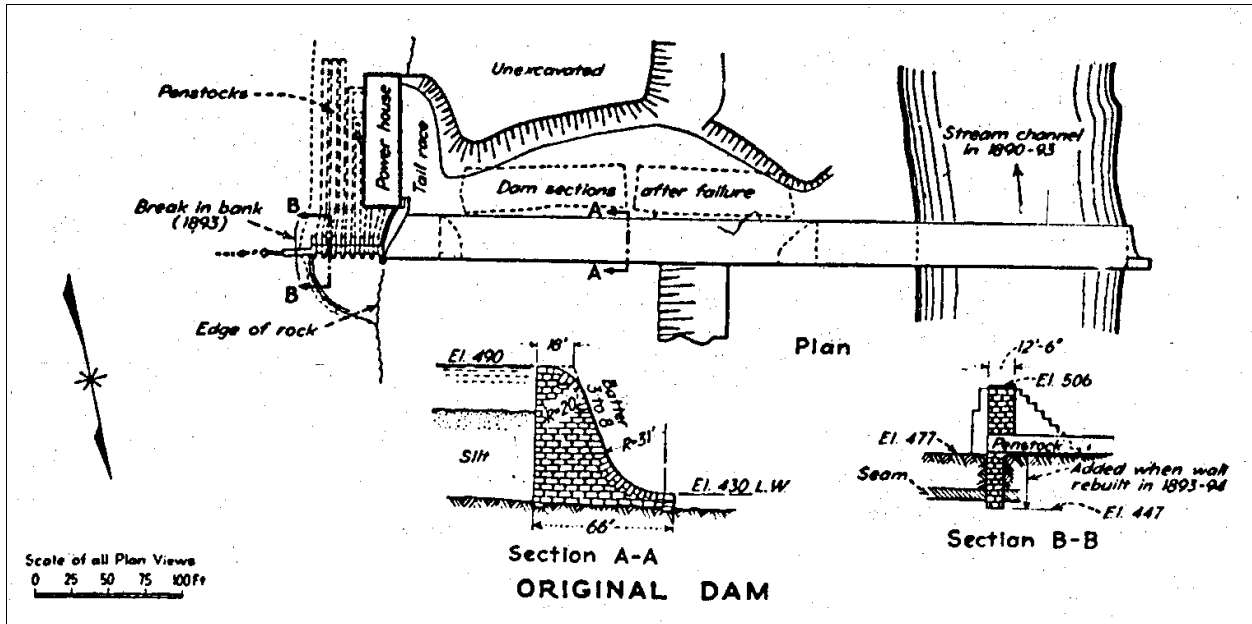 Unexcavated
Penstocks
Power house
Tail race
Stream channel
in 1890-93
Dam sections
after failure
Break in bank
(1893)
B
A
A
B
Edge of rock
Plan
18'
El. 490
Batter
3 to 8
R=20'
R=31'
Silt
El. 430 L.W.
66'
Section A-A
12'-6"
El. 506
El. 477
Penstock
Seam
Added when wall
rebuilt in 1893-94
El. 447
Section B-B
Scale of all Plan Views
0 25 50 75 100 Ft
ORIGINAL DAM